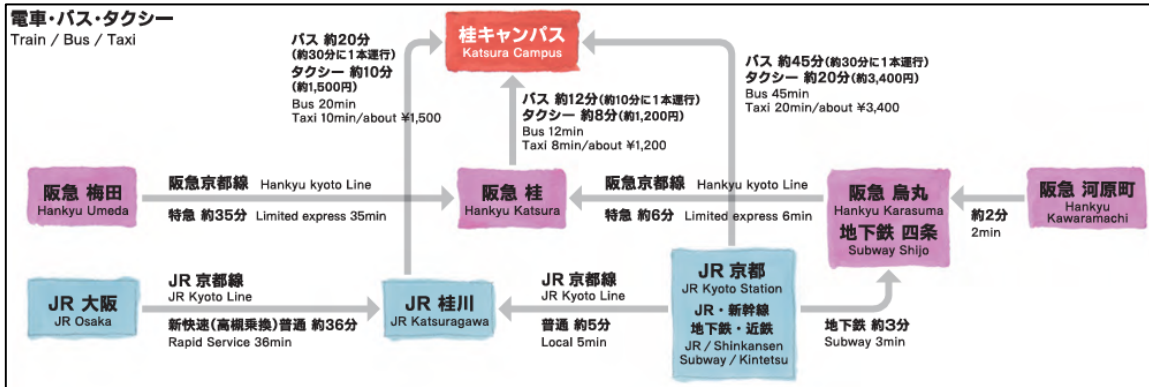 電車・バス・タクシー
Train / Bus / Taxi
バス 約20分
(約30分に1本運行)
タクシー 約10分
(約1,500円)
Bus 20min
Taxi 10min/about ¥1,500
桂キャンパス
Katsura Campus
バス 約12分(約10分に1本運行)
タクシー 約8分(約1,200円)
Bus 12min
Taxi 8min/about ¥1,200
バス 約45分(約30分に1本運行)
タクシー 約20分(約3,400円)
Bus 45min
Taxi 20min/about ¥3,400
阪急 梅田
Hankyu Umeda
阪急京都線 Hankyu kyoto Line
特急 約35分 Limited express 35min
阪急 桂
Hankyu Katsura
阪急京都線 Hankyu kyoto Line
特急 約6分 Limited express 6min
阪急 烏丸
Hankyu Karasuma
地下鉄 四条
Subway Shijo
約2分
2min
阪急 河原町
Hankyu
Kawaramachi
JR 大阪
JR Osaka
JR 京都線
JR Kyoto Line
新快速(高槻乗換)普通 約36分
Rapid Service 36min
JR 桂川
JR Katsuragawa
JR 京都線
JR Kyoto Line
普通 約5分
Local 5min
JR 京都
JR Kyoto Station
JR・新幹線
地下鉄・近鉄
JR / Shinkansen
Subway / Kintetsu
地下鉄 約3分
Subway 3min